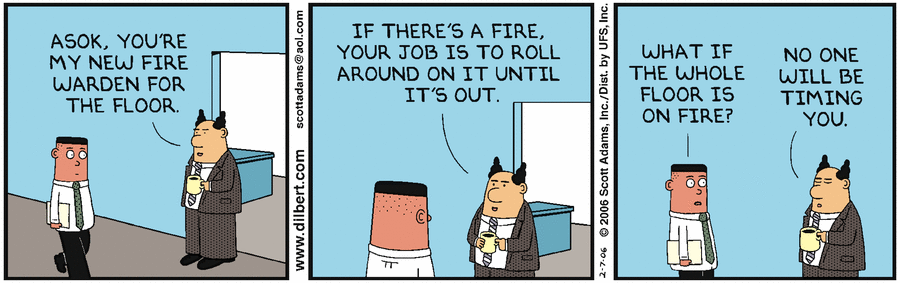 ASOK, YOU'RE
MY NEW FIRE
WARDEN FOR
THE FLOOR.
scottadams@aol.com
www.dilbert.com
IF THERE'S A FIRE,
YOUR JOB IS TO ROLL
AROUND ON IT UNTIL
IT'S OUT.
2-7-06 © 2006 Scott Adams, Inc./Dist. by UFS, Inc.
WHAT IF
THE WHOLE
FLOOR IS
ON FIRE?
NO ONE
WILL BE
TIMING
YOU.